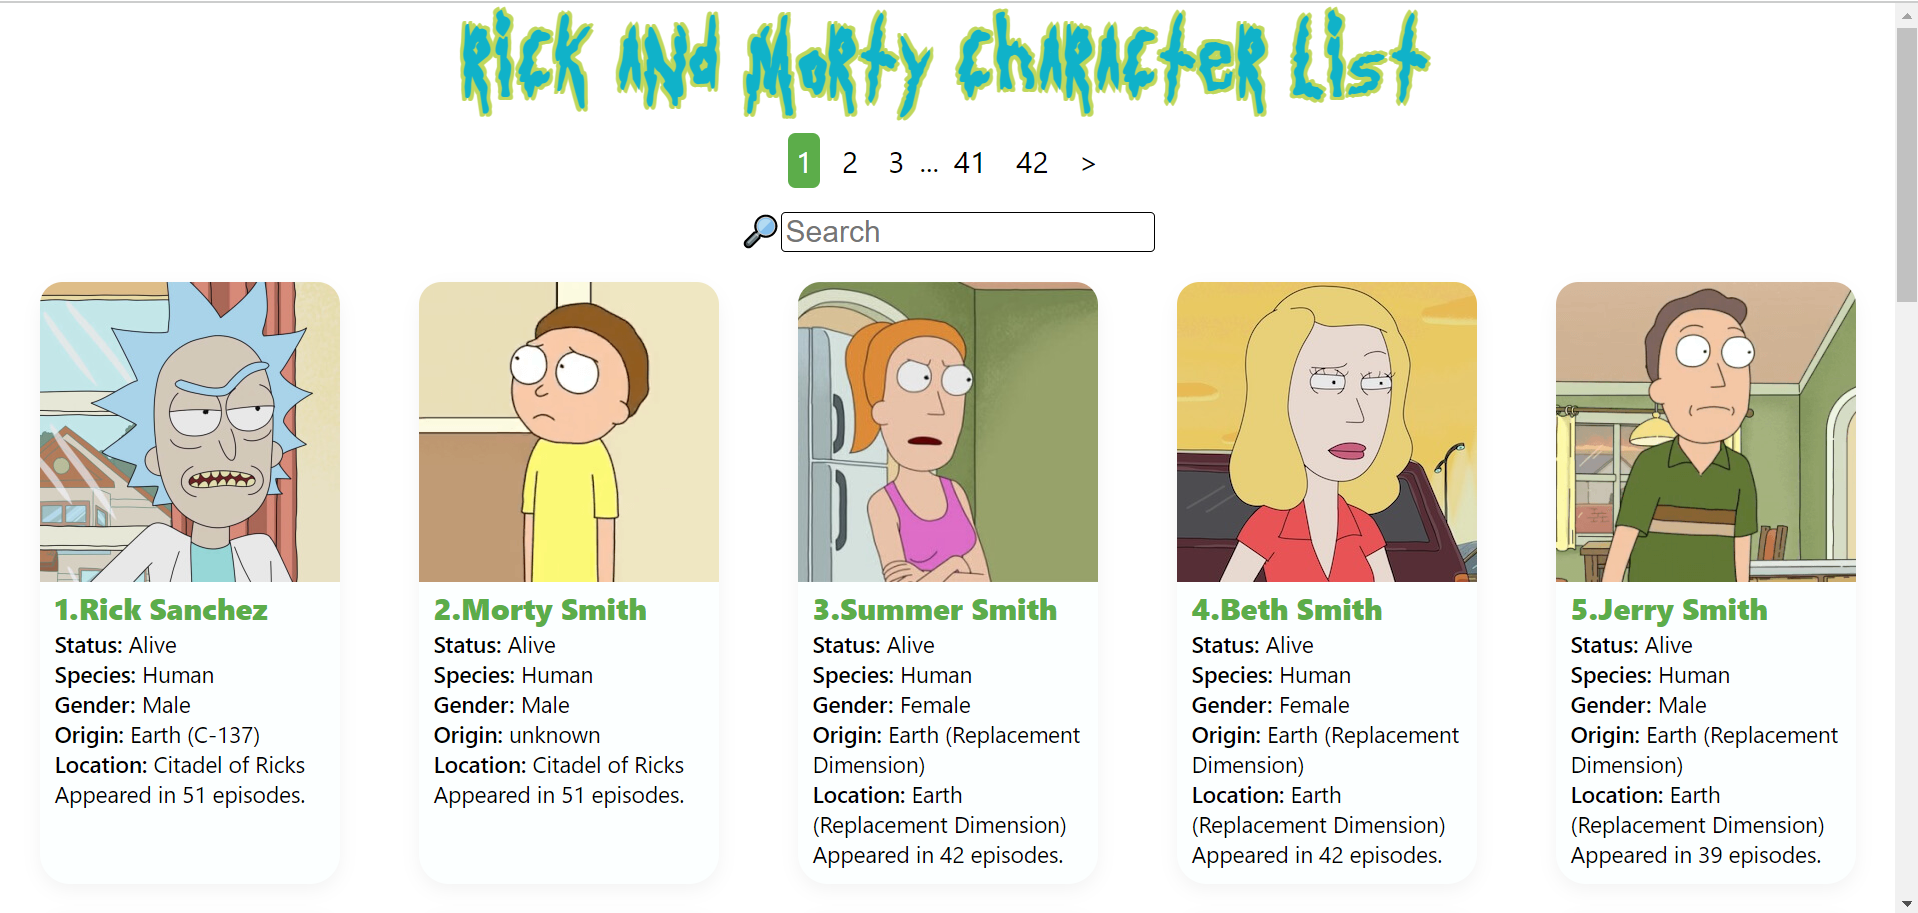 Rick and Morty Character List
1 2 3 ... 41 42 >
Search
1.Rick Sanchez
Status: Alive
Species: Human
Gender: Male
Origin: Earth (C-137)
Location: Citadel of Ricks
Appeared in 51 episodes.
2.Morty Smith
Status: Alive
Species: Human
Gender: Male
Origin: unknown
Location: Citadel of Ricks
Appeared in 51 episodes.
3.Summer Smith
Status: Alive
Species: Human
Gender: Female
Origin: Earth (Replacement
Dimension)
Location: Earth
(Replacement Dimension)
Appeared in 42 episodes.
4.Beth Smith
Status: Alive
Species: Human
Gender: Female
Origin: Earth (Replacement
Dimension)
Location: Earth
(Replacement Dimension)
Appeared in 42 episodes.
5.Jerry Smith
Status: Alive
Species: Human
Gender: Male
Origin: Earth (Replacement
Dimension)
Location: Earth
(Replacement Dimension)
Appeared in 39 episodes.